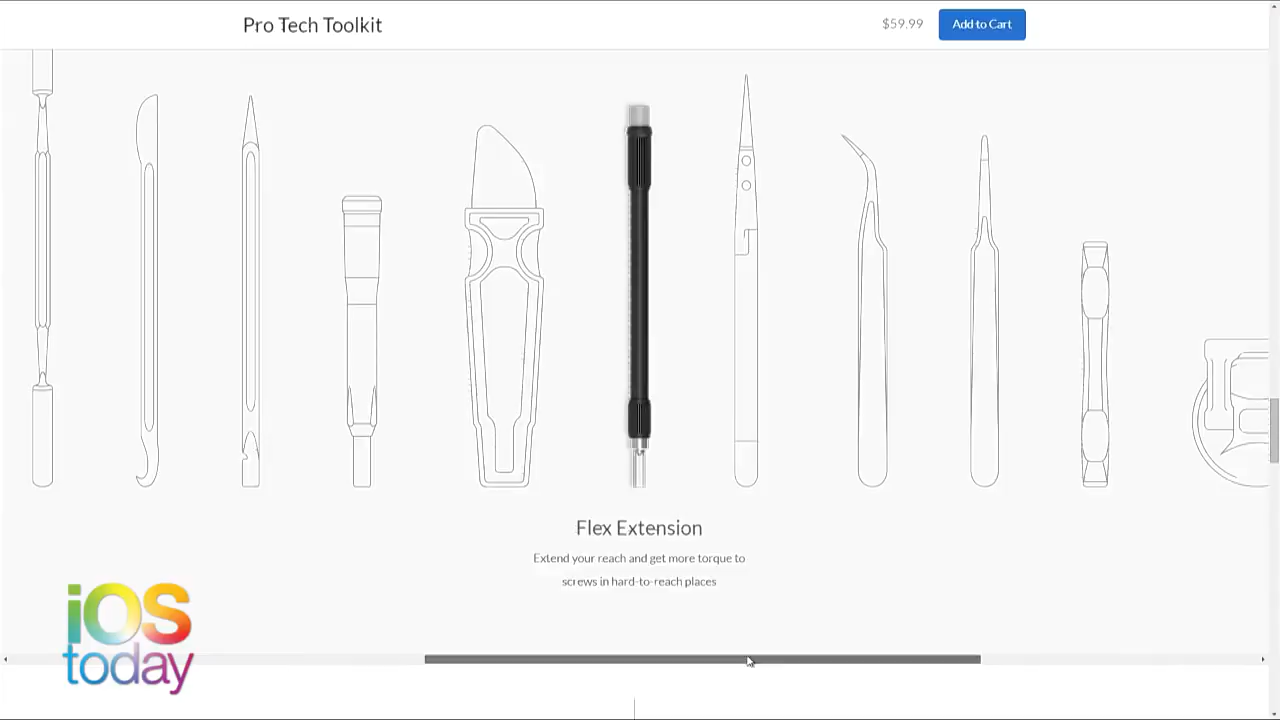 Pro Tech Toolkit
$59.99
Add to Cart
Flex Extension
Extend your reach and get more torque to
screws in hard-to-reach places
iOS
today